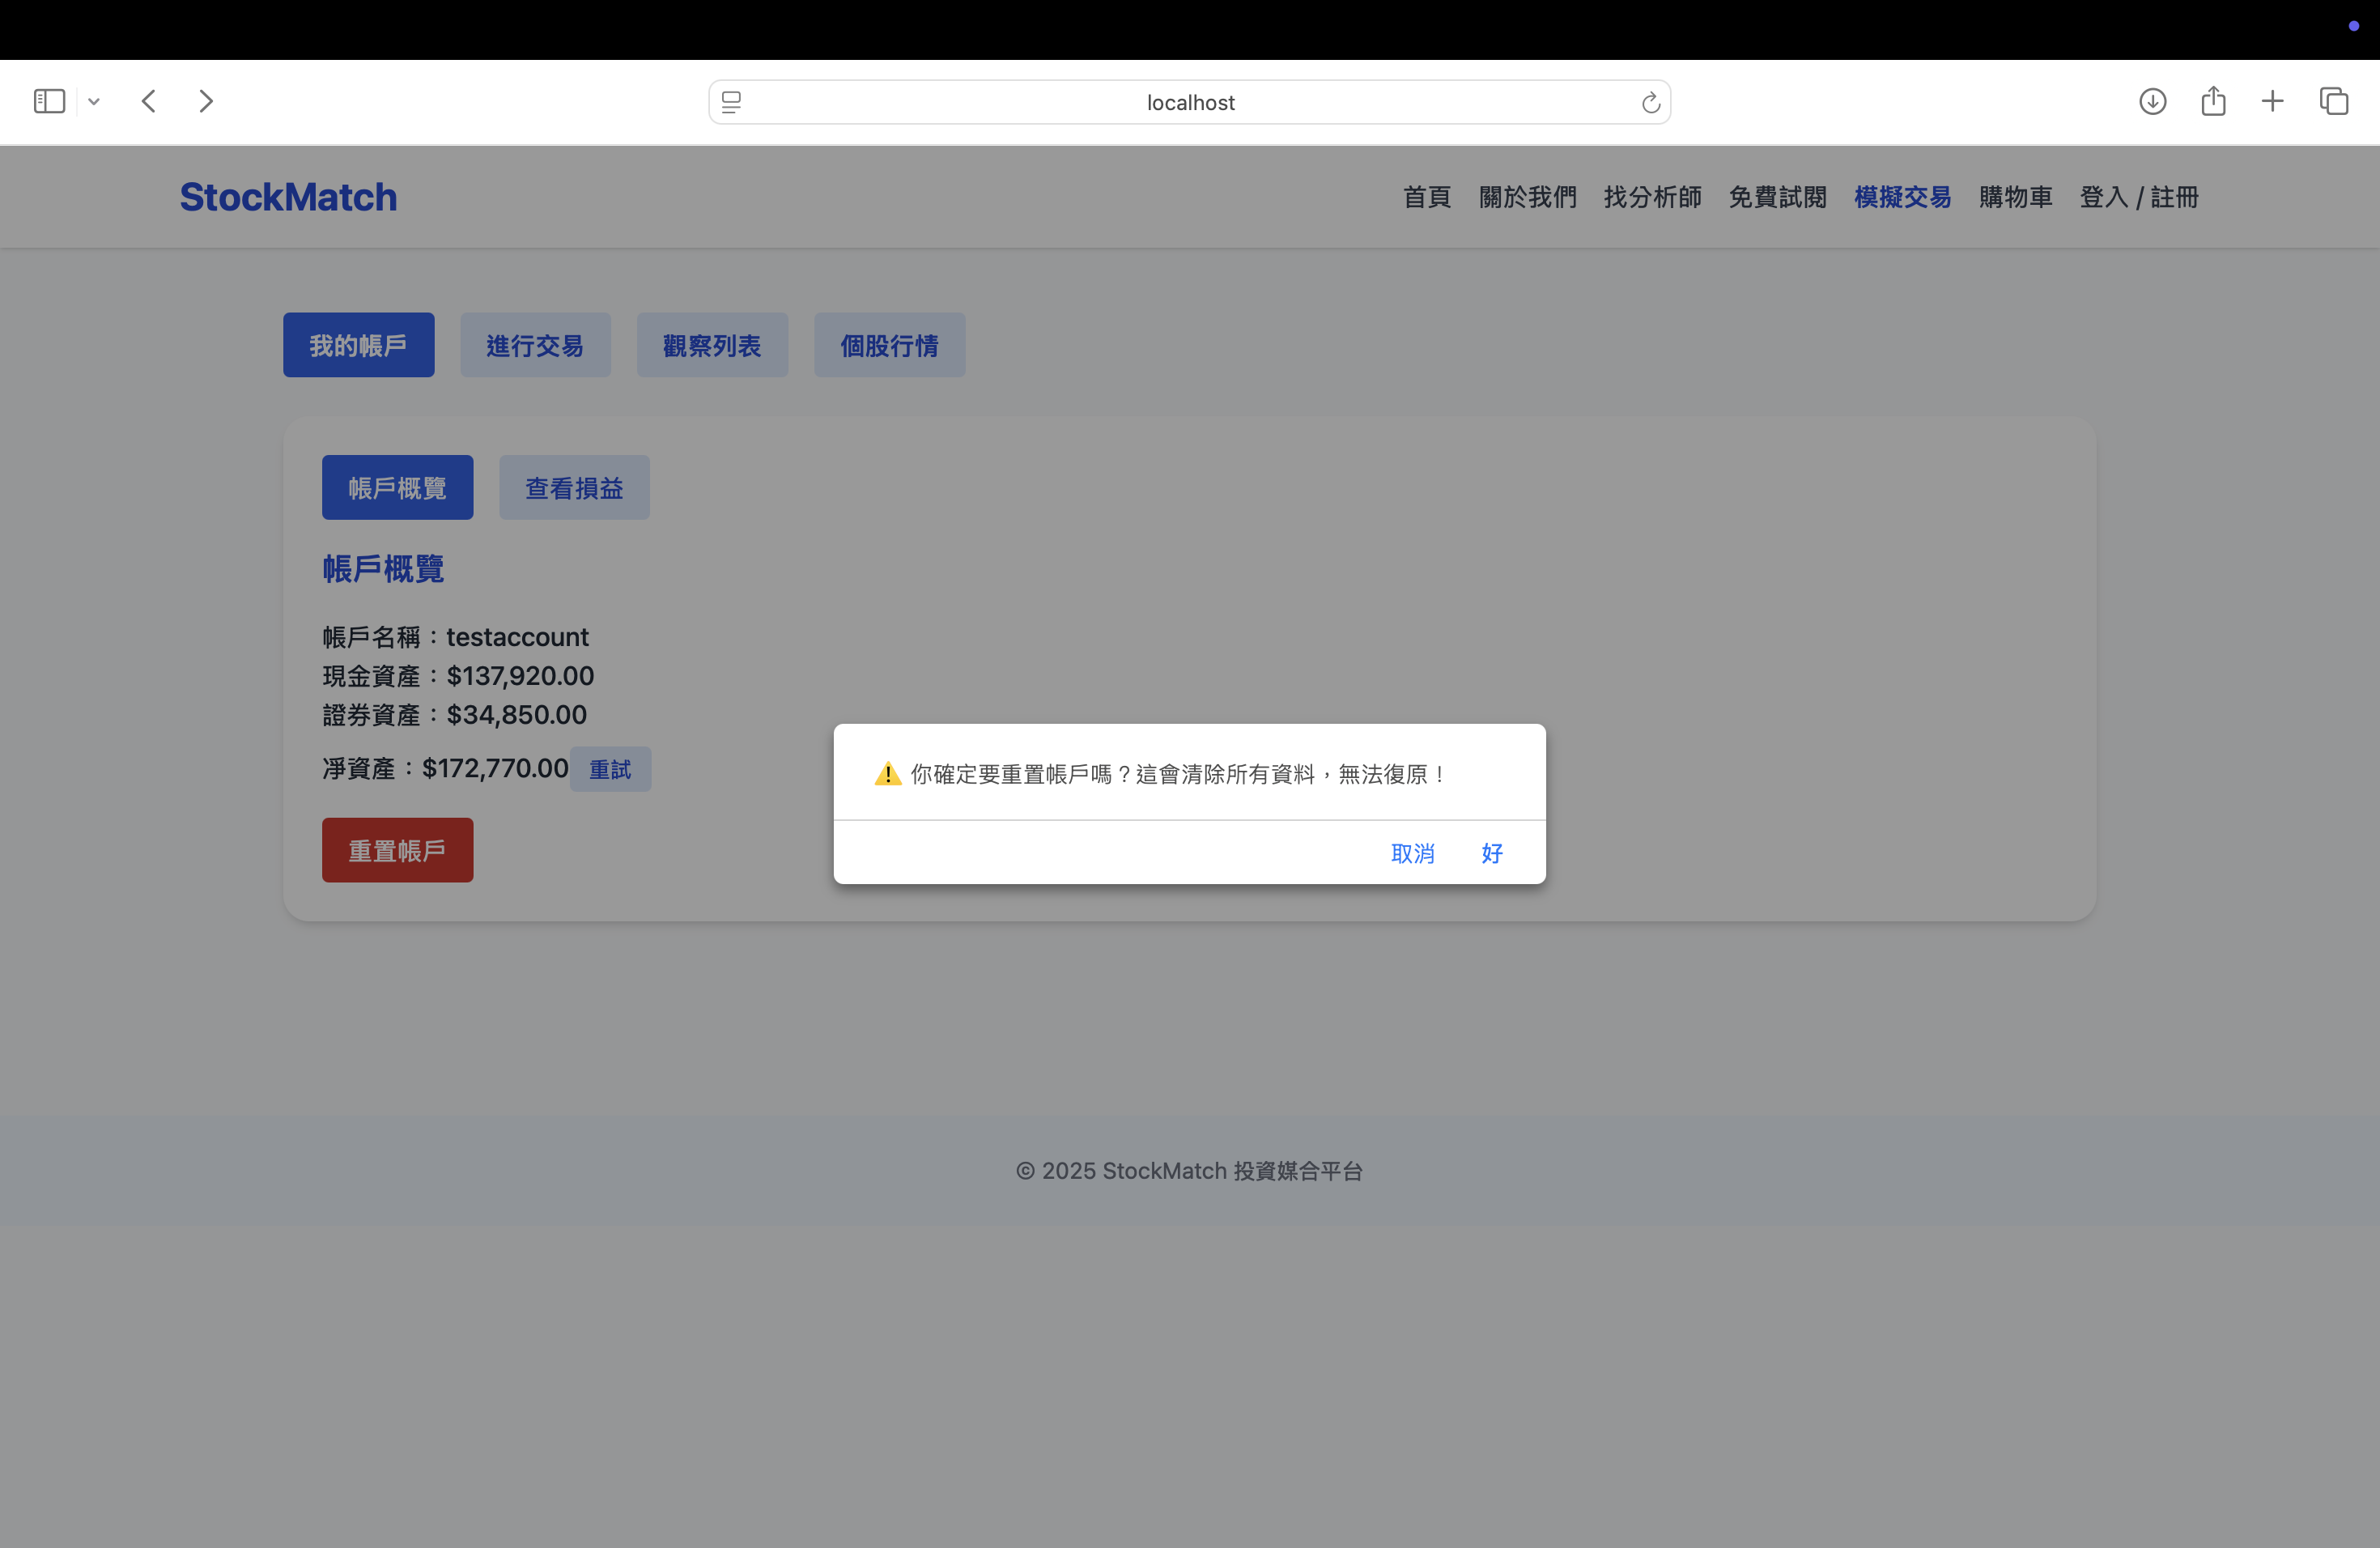 localhost
StockMatch
首頁 關於我們 找分析師 免費試閱 模擬交易 購物車 登入 / 註冊
我的帳戶 進行交易 觀察列表 個股行情
帳戶概覽 查看損益
帳戶概覽
帳戶名稱：testaccount
現金資產：$137,920.00
證券資產：$34,850.00
淨資產：$172,770.00 重試
重置帳戶
⚠️ 你確定要重置帳戶嗎？這會清除所有資料，無法復原！
取消 好
© 2025 StockMatch 投資媒合平台